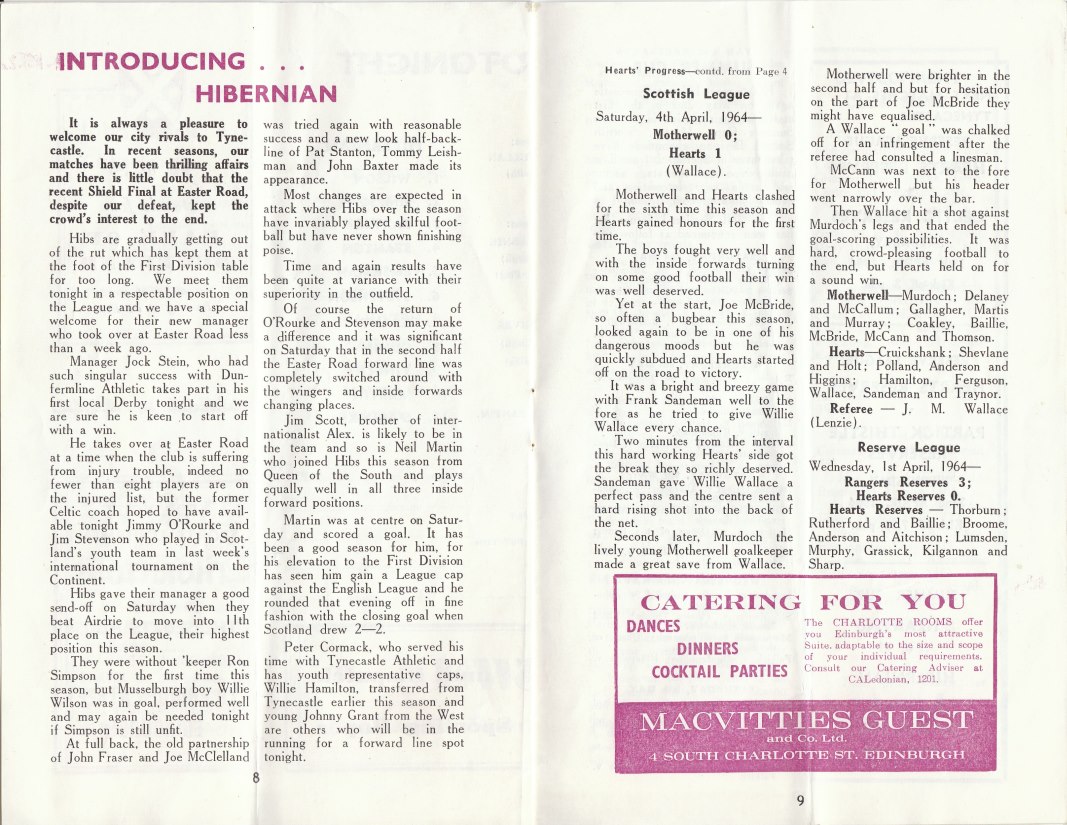 INTRODUCING . . .
HIBERNIAN
It is always a pleasure to
welcome our city rivals to Tyne-
castle. In recent seasons, our
matches have been thrilling affairs
and there is little doubt that the
recent Shield Final at Easter Road,
despite our defeat, kept the
crowd's interest to the end.
Hibs are gradually getting out
of the rut which has kept them at
the foot of the First Division table
for too long. We meet them
tonight in a respectable position on
the League and we have a special
welcome for their new manager
who took over at Easter Road less
than a week ago.
Manager Jock Stein, who had
such singular success with Dun-
fermline Athletic takes part in his
first local Derby tonight and we
are sure he is keen to start off
with a win.
He takes over at Easter Road
at a time when the club is suffering
from injury trouble, indeed no
fewer than eight players are on
the injured list, but the former
Celtic coach hoped to have avail-
able tonight Jimmy O'Rourke and
Jim Stevenson who played in Scot-
land's youth team in last week's
international tournament on the
Continent.
Hibs gave their manager a good
send-off on Saturday when they
beat Airdrie to move into 11th
place on the League, their highest
position this season.
They were without 'keeper Ron
Simpson for the first time this
season, but Musselburgh boy Willie
Wilson was in goal, performed well
and may again be needed tonight
if Simpson is still unfit.
At full back, the old partnership
of John Fraser and Joe McClelland
was tried again with reasonable
success and a new look half-back-
line of Pat Stanton, Tommy Leish-
man and John Baxter made its
appearance.
Most changes are expected in
attack where Hibs over the season
have invariably played skilful foot-
ball but have never shown finishing
poise.
Time and again results have
been quite at variance with their
superiority in the outfield.
Of course the return of
O'Rourke and Stevenson may make
a difference and it was significant
on Saturday that in the second half
the Easter Road forward line was
completely switched around with
the wingers and inside forwards
changing places.
Jim Scott, brother of inter-
nationalist Alex. is likely to be in
the team and so is Neil Martin
who joined Hibs this season from
Queen of the South and plays
equally well in all three inside
forward positions.
Martin was at centre on Satur-
day and scored a goal. It has
been a good season for him, for
his elevation to the First Division
has seen him gain a League cap
against the English League and he
rounded that evening off in fine
fashion with the closing goal when
Scotland drew 2—2.
Peter Cormack, who served his
time with Tynecastle Athletic and
has youth representative caps,
Willie Hamilton, transferred from
Tynecastle earlier this season and
young Johnny Grant from the West
are others who will be in the
running for a forward line spot
tonight.
8
Hearts' Progress—contd. from Page 4
Scottish League
Saturday, 4th April, 1964—
Motherwell 0;
Hearts 1
(Wallace).
Motherwell and Hearts clashed
for the sixth time this season and
Hearts gained honours for the first
time.
The boys fought very well and
with the inside forwards turning
on some good football their win
was well deserved.
Yet at the start, Joe McBride,
so often a bugbear this season,
looked again to be in one of his
dangerous moods but he was
quickly subdued and Hearts started
off on the road to victory.
It was a bright and breezy game
with Frank Sandeman well to the
fore as he tried to give Willie
Wallace every chance.
Two minutes from the interval
this hard working Hearts' side got
the break they so richly deserved.
Sandeman gave Willie Wallace a
perfect pass and the centre sent a
hard rising shot into the back of
the net.
Seconds later, Murdoch the
lively young Motherwell goalkeeper
made a great save from Wallace.
Motherwell were brighter in the
second half and but for hesitation
on the part of Joe McBride they
might have equalised.
A Wallace "goal" was chalked
off for an infringement after the
referee had consulted a linesman.
McCann was next to the fore
for Motherwell but his header
went narrowly over the bar.
Then Wallace hit a shot against
Murdoch's legs and that ended the
goal-scoring possibilities. It was
hard, crowd-pleasing football to
the end, but Hearts held on for
a sound win.
Motherwell—Murdoch; Delaney
and McCallum; Gallagher, Martis
and Murray; Coakley, Baillie,
McBride, McCann and Thomson.
Hearts—Cruickshank; Shevlane
and Holt; Polland, Anderson and
Higgins; Hamilton, Ferguson,
Wallace, Sandeman and Traynor.
Referee — J. M. Wallace
(Lenzie).
Reserve League
Wednesday, 1st April, 1964—
Rangers Reserves 3;
Hearts Reserves 0.
Hearts Reserves — Thorburn;
Rutherford and Baillie; Broome,
Anderson and Aitchison; Lumsden,
Murphy, Grassick, Kilgannon and
Sharp.
CATERING FOR YOU
DANCES
DINNERS
COCKTAIL PARTIES
The CHARLOTTE ROOMS offer
you Edinburgh's most attractive
Suite. adaptable to the size and scope
of your individual requirements.
Consult our Catering Adviser at
CALedonian, 1201.
MACVITTIES GUEST
and Co. Ltd.
4 SOUTH CHARLOTTE ST. EDINBURGH
9